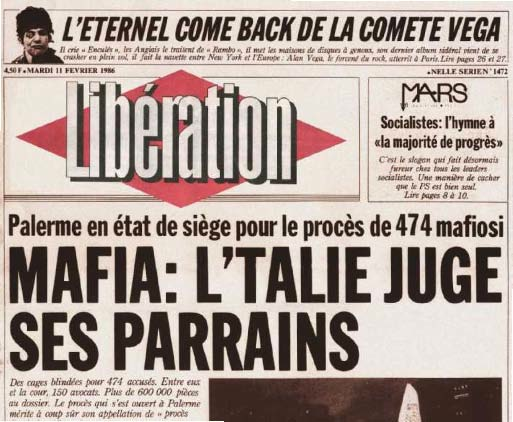 L'ETERNEL COME BACK DE LA COMETE VEGA
Il crie « Enculés », les Anglais le traitent de « Rambo », il met les maisons de disques à genoux, son dernier album sidéral vient de se
crasher en plein vol, il fait la navette entre New York et l'Europe : Alan Vega, le forcené du rock, atterrit à Paris. Lire pages 26 et 27.
4,50 F • MARDI 11 FEVRIER 1986
• NELLE SERIE N° 1472
Libération
MARS
Socialistes: l'hymne à
«la majorité de progrès»
C'est le slogan qui fait désormais
fureur chez tous les leaders
socialistes. Une manière de cacher
que le PS est bien seul.
Lire pages 8 à 10.
Palerme en état de siège pour le procès de 474 mafiosi
MAFIA: L'TALIE JUGE
SES PARRAINS
Des cages blindées pour 474 accusés. Entre eux
et la cour, 150 avocats. Plus de 600 000 pièces
au dossier. Le procès qui s'est ouvert à Palerme
mérite à coup sûr son appellation de « procès